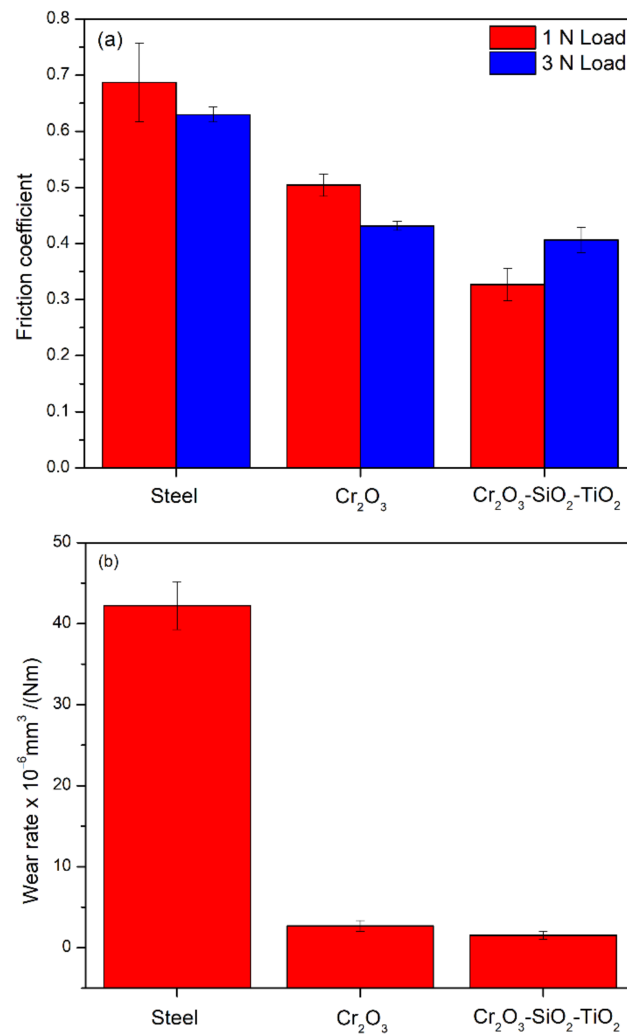 (a)
1 N Load
3 N Load
0.8
0.7
0.6
0.5
0.4
0.3
0.2
0.1
0.0
Friction coefficient
Steel
Cr₂O₃
Cr₂O₃-SiO₂-TiO₂
(b)
50
40
30
20
10
0
Wear rate x 10⁻⁶mm³ /(Nm)
Steel
Cr₂O₃
Cr₂O₃-SiO₂-TiO₂